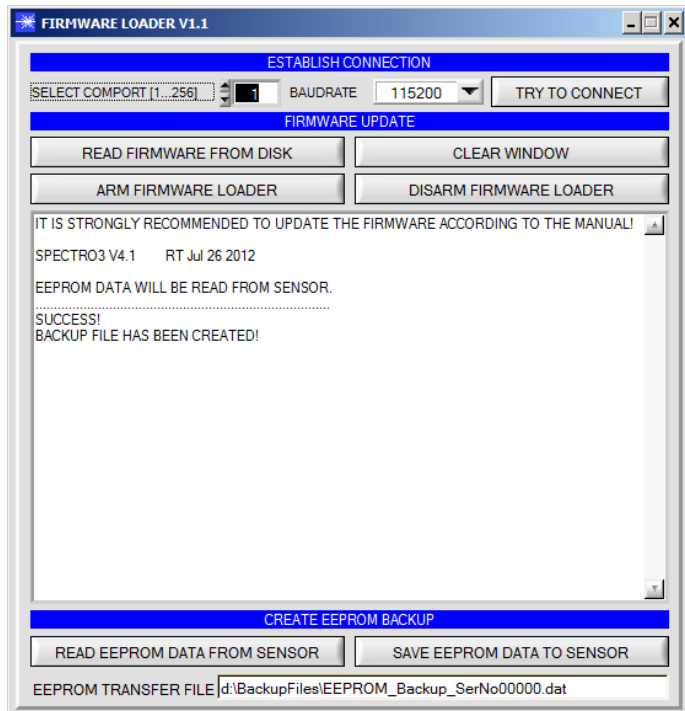 FIRMWARE LOADER V1.1
ESTABLISH CONNECTION
SELECT COMPORT [1...256] 1 BAUDRATE 115200 TRY TO CONNECT
FIRMWARE UPDATE
READ FIRMWARE FROM DISK CLEAR WINDOW
ARM FIRMWARE LOADER DISARM FIRMWARE LOADER
IT IS STRONGLY RECOMMENDED TO UPDATE THE FIRMWARE ACCORDING TO THE MANUAL!
SPECTRO3 V4.1 RT Jul 26 2012
EEPROM DATA WILL BE READ FROM SENSOR.
................................................................................
SUCCESS!
BACKUP FILE HAS BEEN CREATED!
CREATE EEPROM BACKUP
READ EEPROM DATA FROM SENSOR SAVE EEPROM DATA TO SENSOR
EEPROM TRANSFER FILE d:\BackupFiles\EEPROM_Backup_SerNo00000.dat